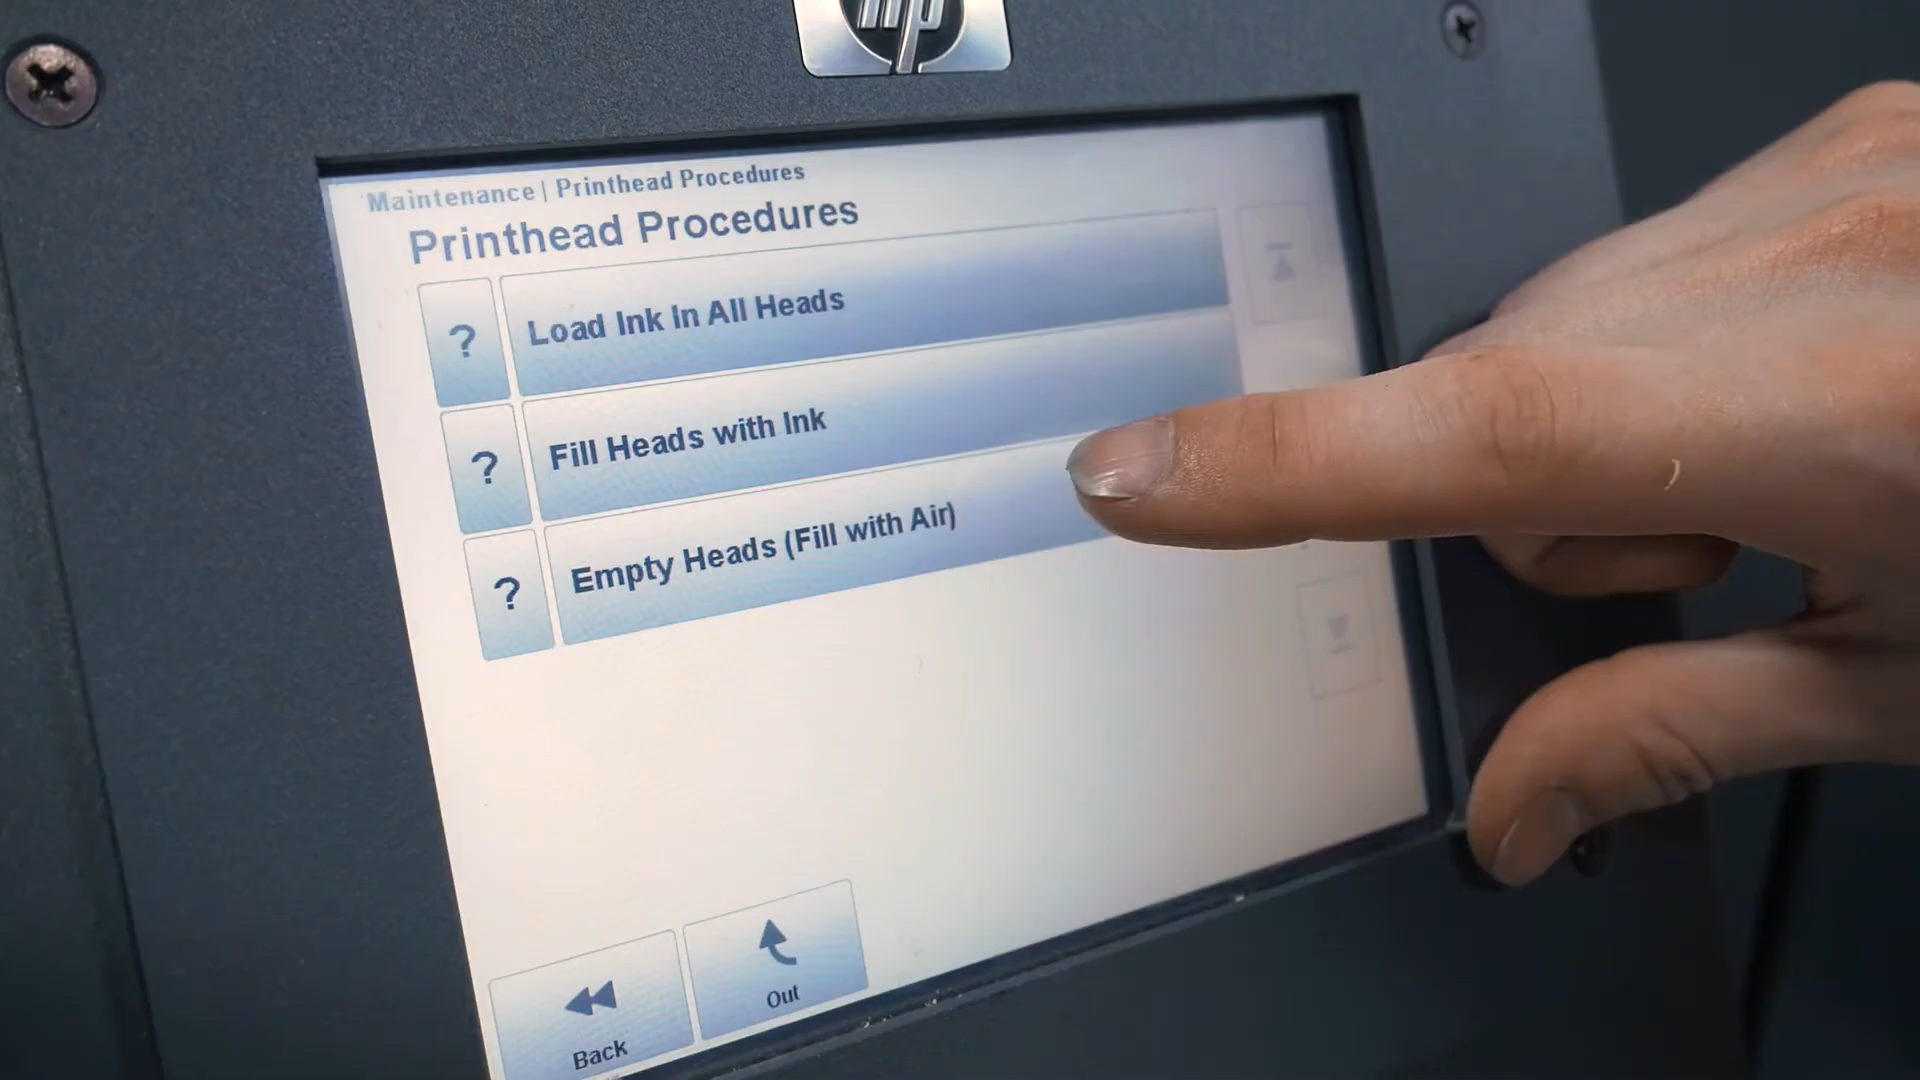 hp
Maintenance | Printhead Procedures
Printhead Procedures
? Load Ink In All Heads
? Fill Heads with Ink
? Empty Heads (Fill with Air)
Back
Out